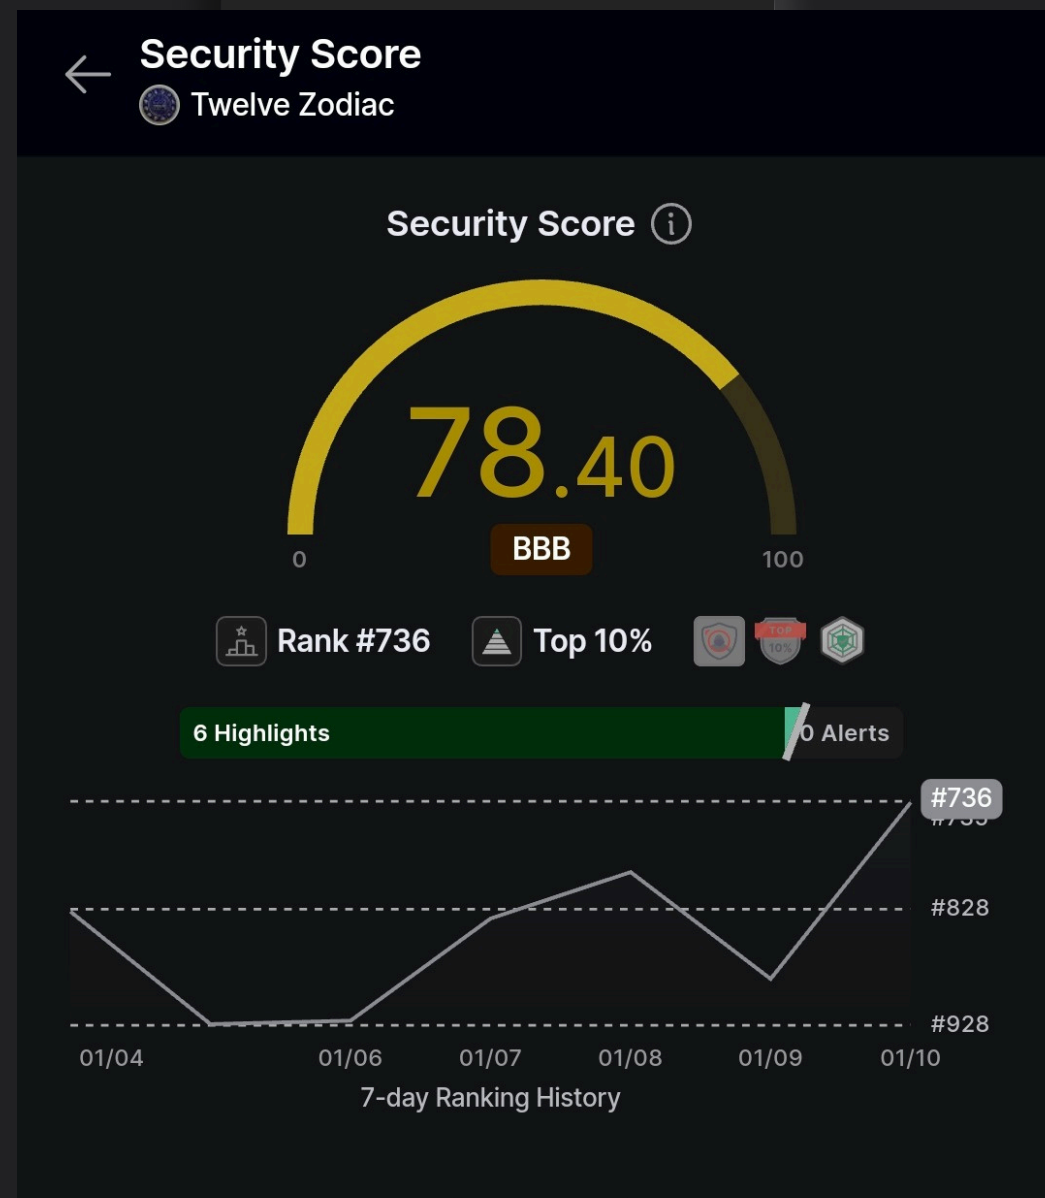 Security Score
Twelve Zodiac
Security Score
78.40
BBB
0
100
Rank #736
Top 10%
TOP
10%
6 Highlights
0 Alerts
#736
#828
#928
01/04
01/06
01/07
01/08
01/09
01/10
7-day Ranking History